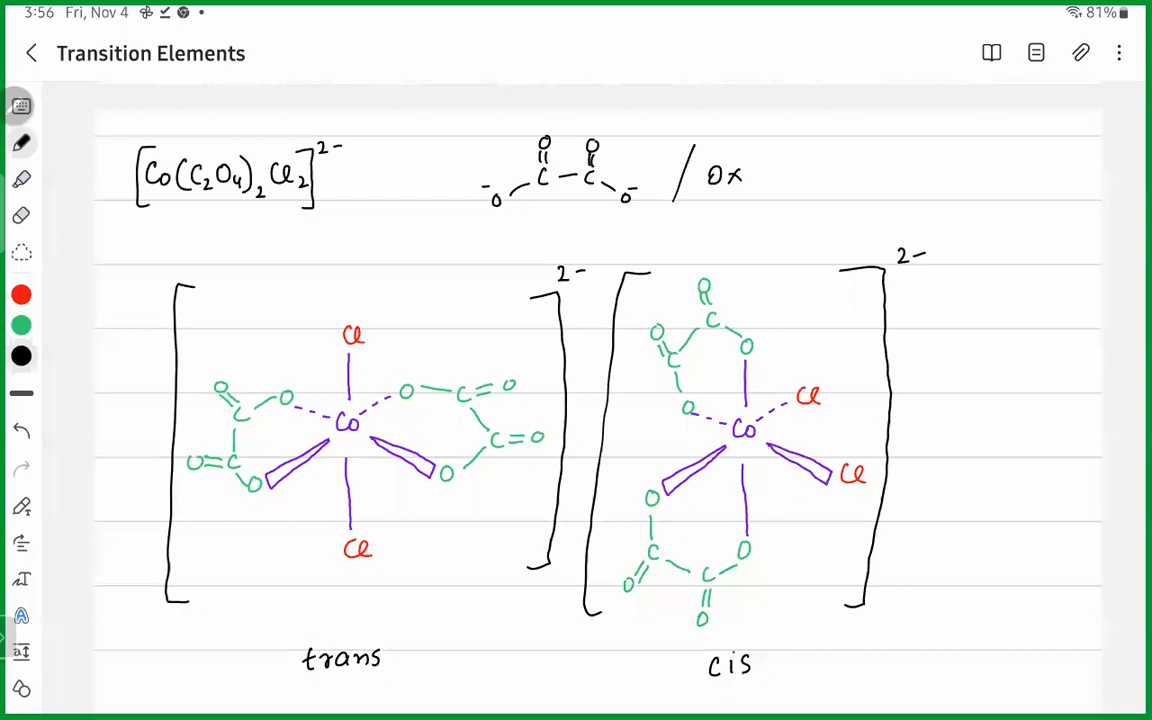 3:56 Fri, Nov 4
81%
Transition Elements
[Co(C₂O₄)₂Cl₂]²⁻
O O
⁻O C – C O⁻ / Ox
2- 2-
O
C
Cl O O
C
O O O C = O O Cl
C Co Co
C = O
O = C O O O Cl
Cl C O
O C
O
trans cis